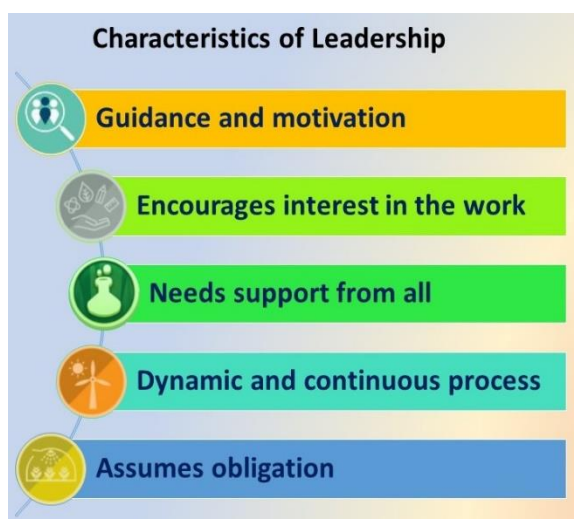 Characteristics of Leadership
Guidance and motivation
Encourages interest in the work
Needs support from all
Dynamic and continuous process
Assumes obligation